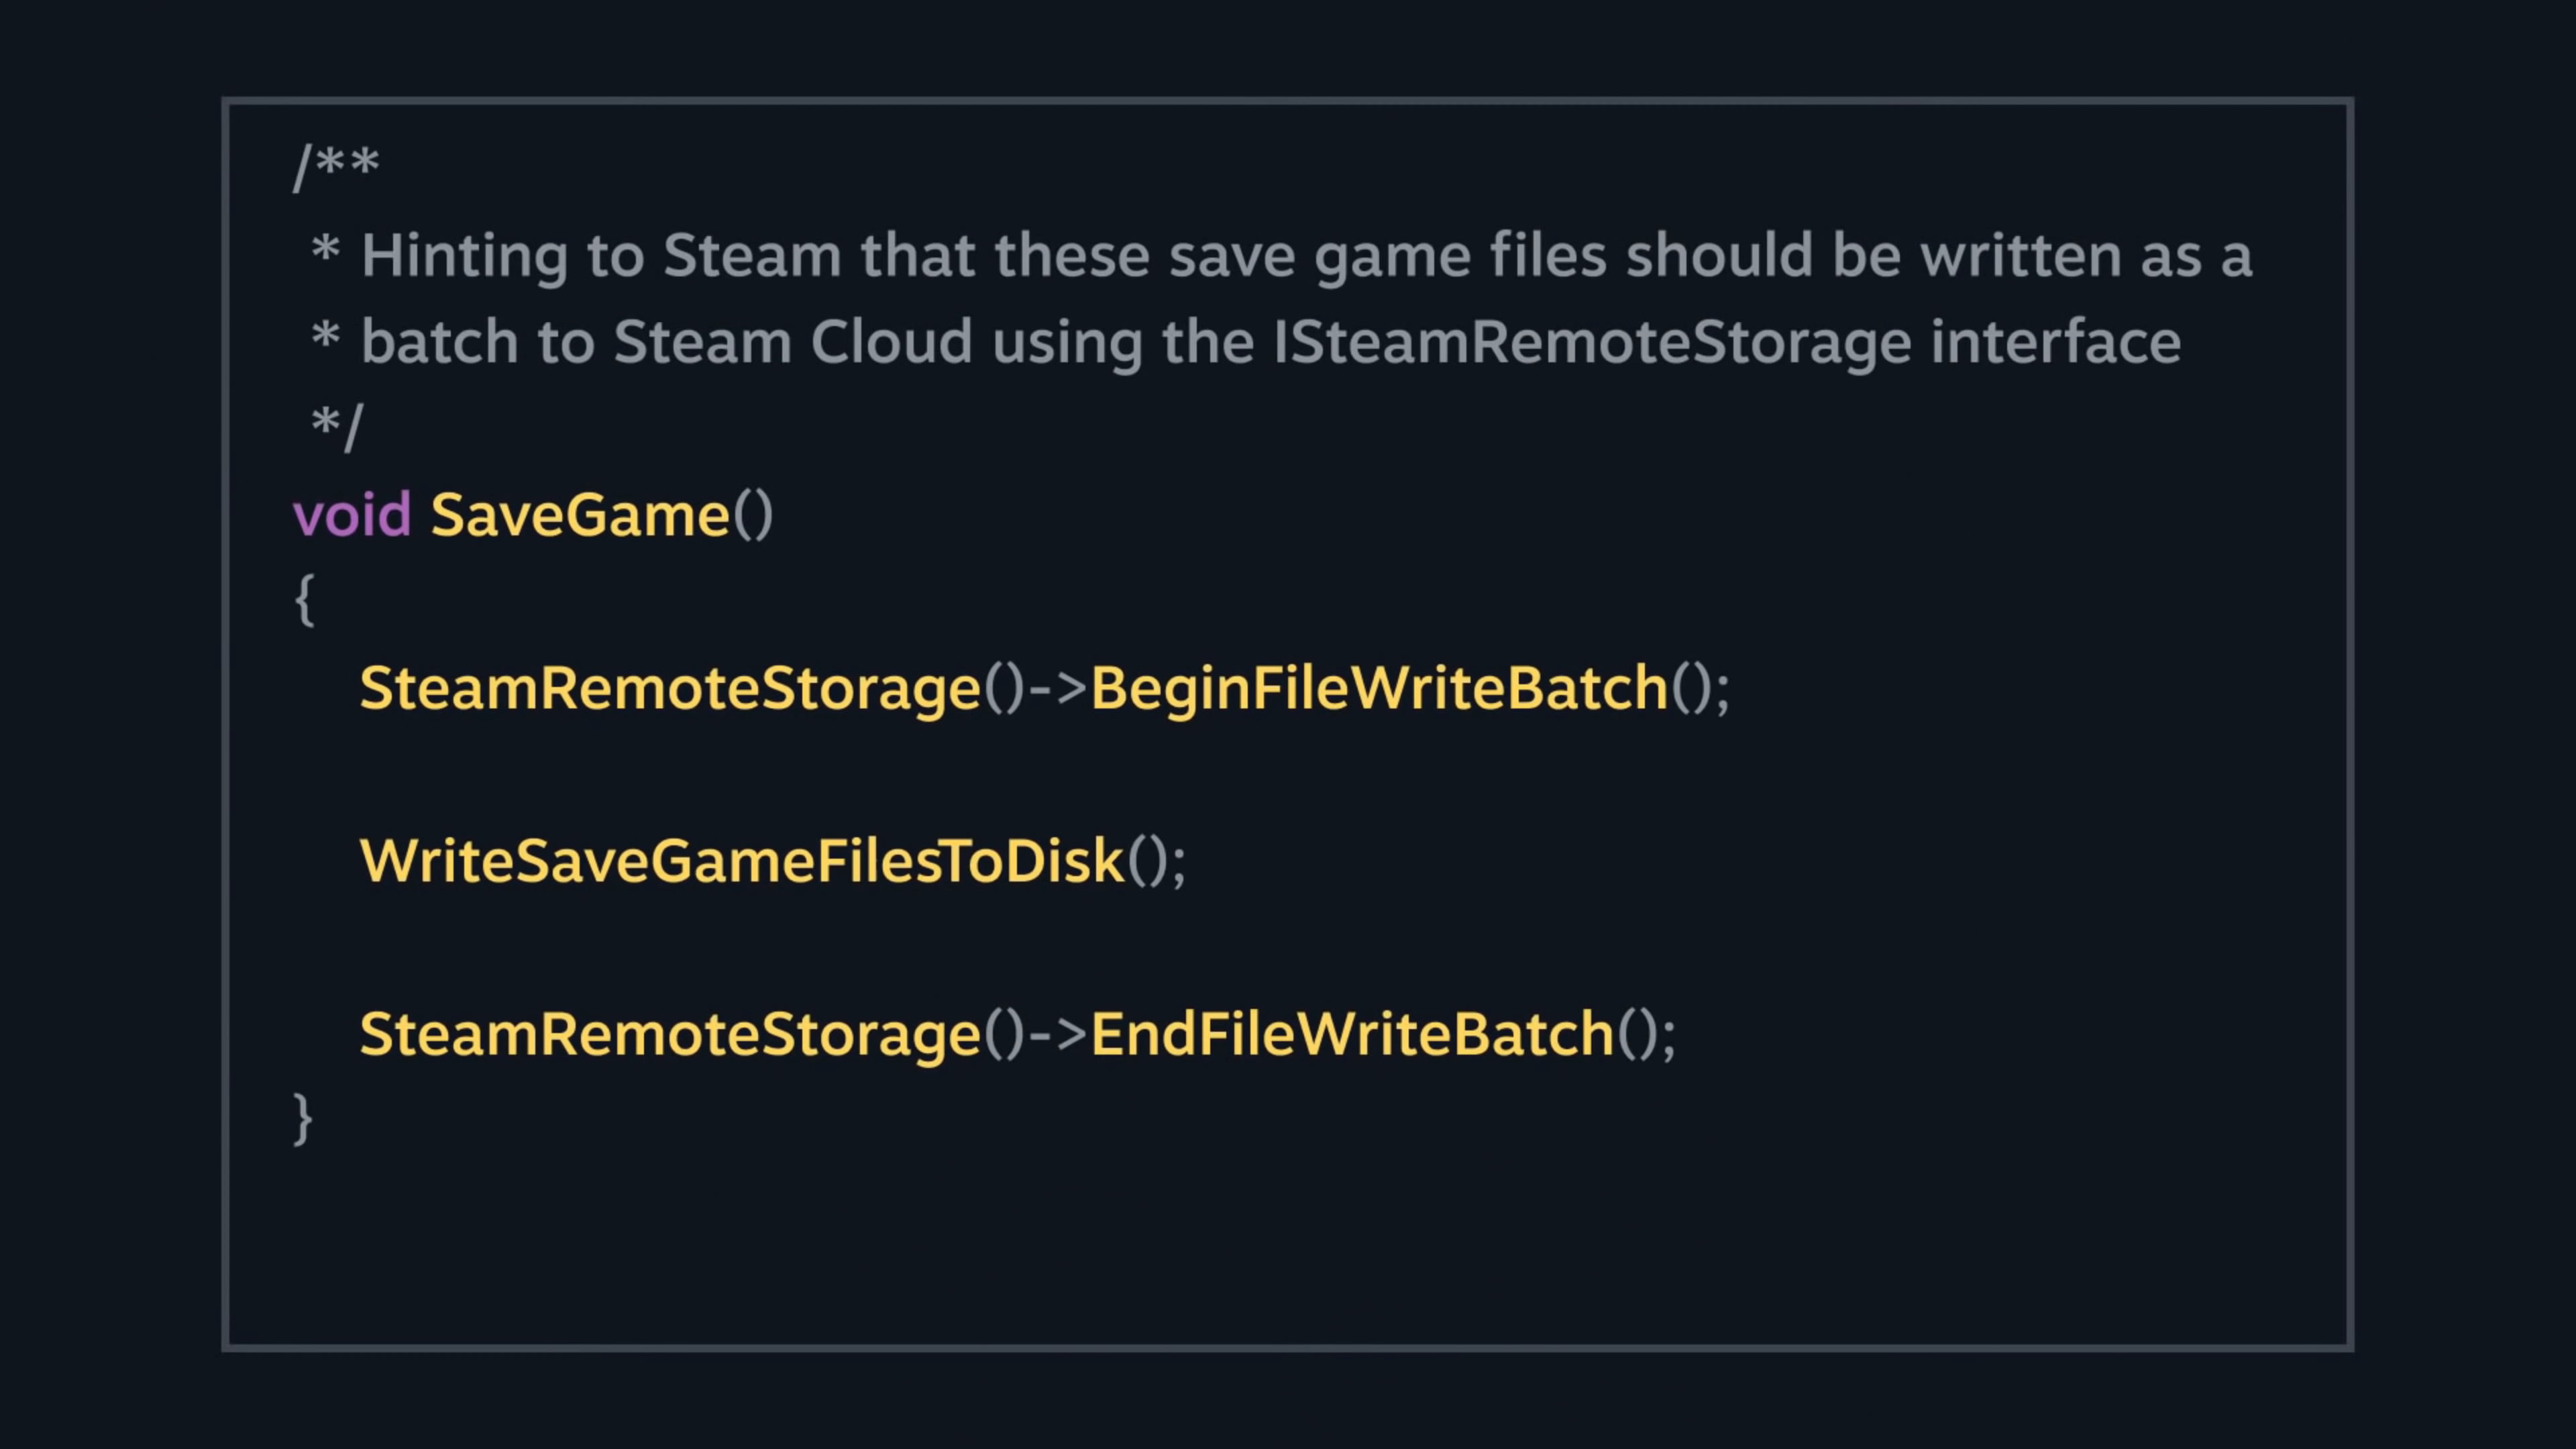 /**
 * Hinting to Steam that these save game files should be written as a
 * batch to Steam Cloud using the ISteamRemoteStorage interface
 */
void SaveGame()
{
    SteamRemoteStorage()->BeginFileWriteBatch();
    WriteSaveGameFilesToDisk();
    SteamRemoteStorage()->EndFileWriteBatch();
}